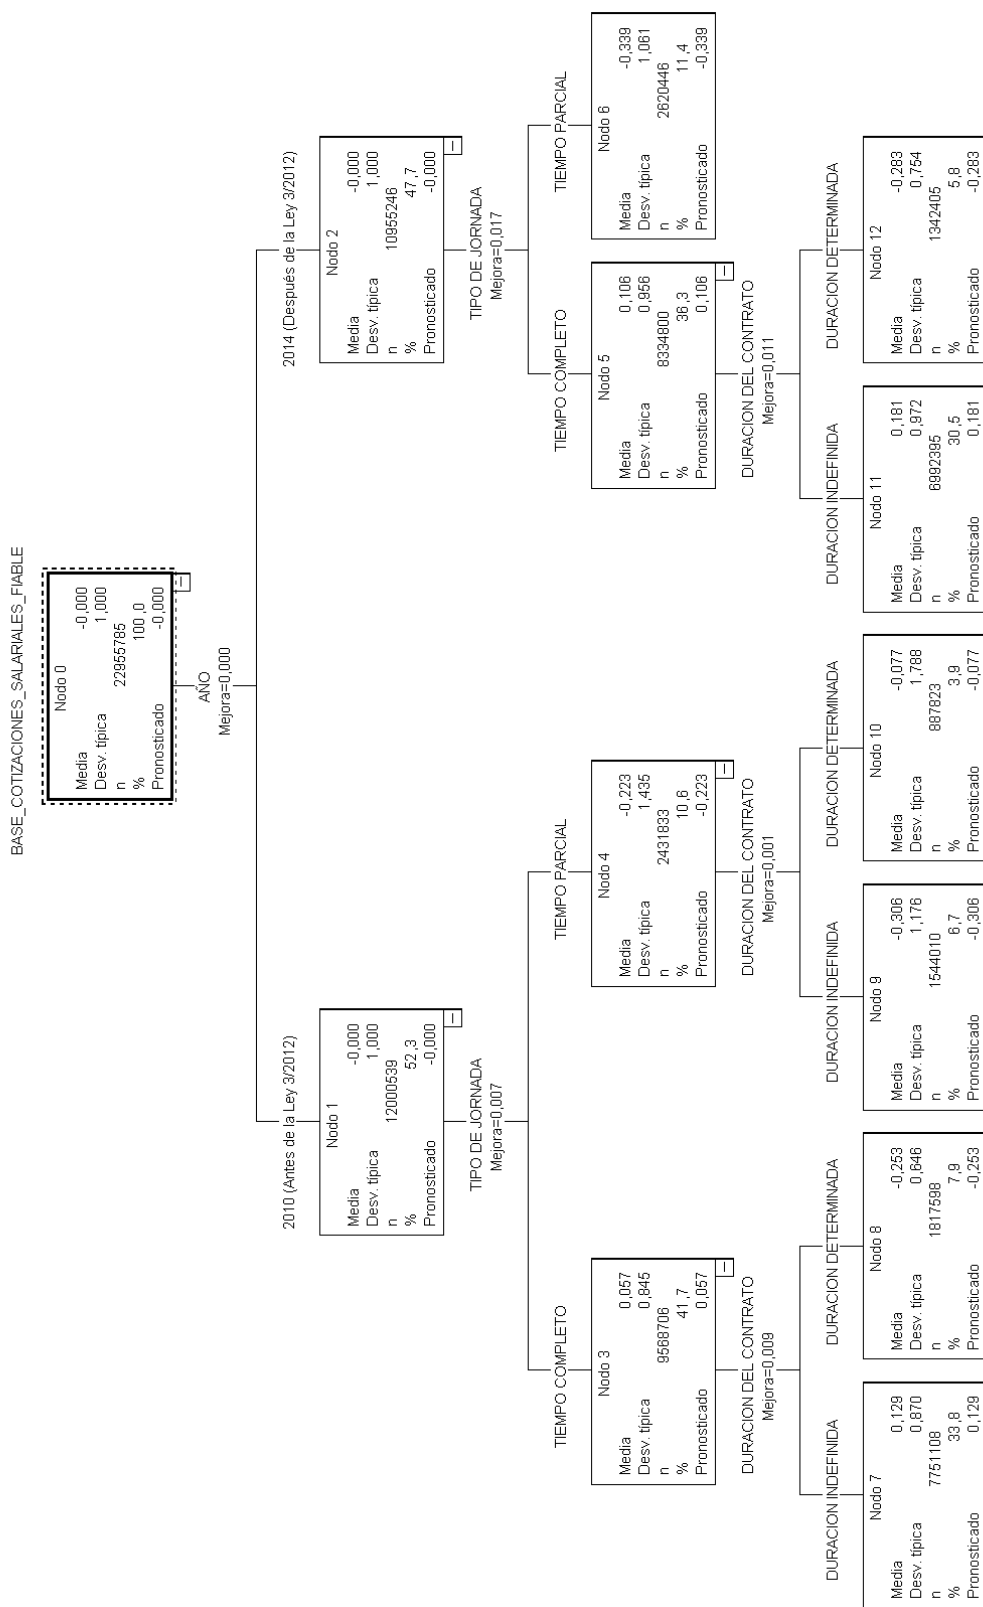 BASE_COTIZACIONES_SALARIALES_FIABLE
Nodo 0
Media -0,000
Desv. típica 1,000
n 22955785
% 100,0
Pronosticado -0,000
AÑO
Mejora=0,000
2010 (Antes de la Ley 3/2012)
Nodo 1
Media -0,000
Desv. típica 1,000
n 12000539
% 52,3
Pronosticado -0,000
TIPO DE JORNADA
Mejora=0,007
2014 (Después de la Ley 3/2012)
Nodo 2
Media -0,000
Desv. típica 1,000
n 10955246
% 47,7
Pronosticado -0,000
TIPO DE JORNADA
Mejora=0,017
TIEMPO COMPLETO
Nodo 3
Media 0,057
Desv. típica 0,845
n 9568706
% 41,7
Pronosticado 0,057
DURACION DEL CONTRATO
Mejora=0,009
TIEMPO PARCIAL
Nodo 4
Media -0,223
Desv. típica 1,435
n 2431833
% 10,6
Pronosticado -0,223
DURACION DEL CONTRATO
Mejora=0,001
TIEMPO COMPLETO
Nodo 5
Media 0,106
Desv. típica 0,956
n 8334800
% 36,3
Pronosticado 0,106
DURACION DEL CONTRATO
Mejora=0,011
TIEMPO PARCIAL
Nodo 6
Media -0,339
Desv. típica 1,061
n 2620446
% 11,4
Pronosticado -0,339
DURACION INDEFINIDA
Nodo 7
Media 0,129
Desv. típica 0,870
n 7751108
% 33,8
Pronosticado 0,129
DURACION DETERMINADA
Nodo 8
Media -0,253
Desv. típica 0,646
n 1817598
% 7,9
Pronosticado -0,253
DURACION INDEFINIDA
Nodo 9
Media -0,306
Desv. típica 1,176
n 1544010
% 6,7
Pronosticado -0,306
DURACION DETERMINADA
Nodo 10
Media -0,077
Desv. típica 1,788
n 887823
% 3,9
Pronosticado -0,077
DURACION INDEFINIDA
Nodo 11
Media 0,181
Desv. típica 0,972
n 6992395
% 30,5
Pronosticado 0,181
DURACION DETERMINADA
Nodo 12
Media -0,283
Desv. típica 0,754
n 1342405
% 5,8
Pronosticado -0,283